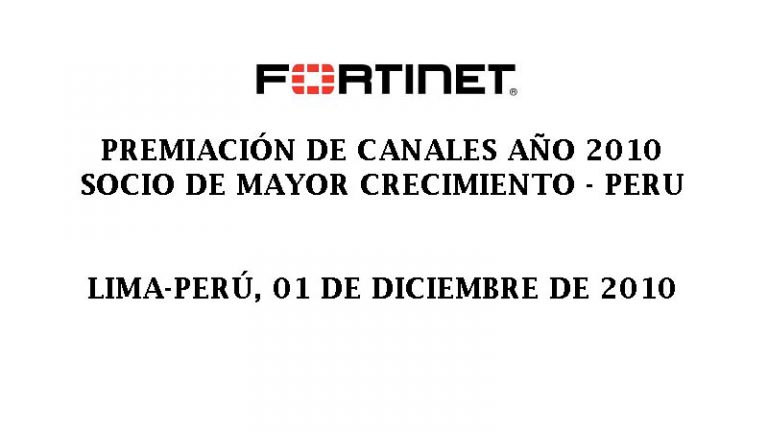 FORTINET®
PREMIACIÓN DE CANALES AÑO 2010
SOCIO DE MAYOR CRECIMIENTO - PERU
LIMA-PERÚ, 01 DE DICIEMBRE DE 2010